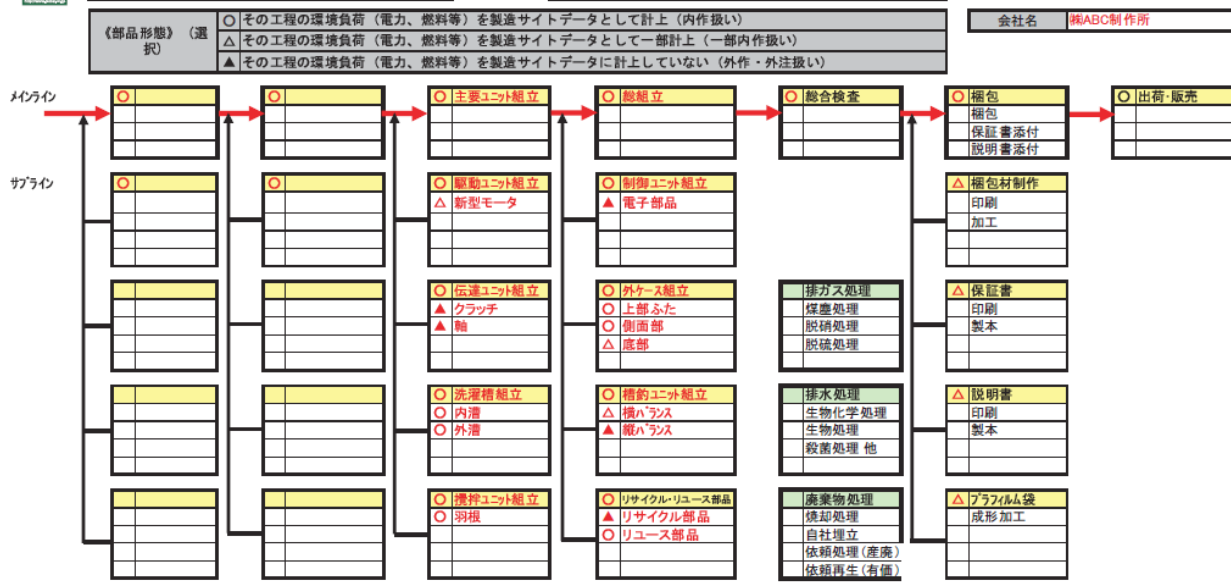 《部品形態》 (選択)
○ その工程の環境負荷（電力、燃料等）を製造サイトデータとして計上（内作扱い）
△ その工程の環境負荷（電力、燃料等）を製造サイトデータとして一部計上（一部内作扱い）
▲ その工程の環境負荷（電力、燃料等）を製造サイトデータに計上していない（外作・外注扱い）
会社名 ㈱ABC制作所
メインライン
○
○
○ 主要ユニット組立
○ 総組立
○ 総合検査
○ 梱包
梱包
保証書添付
説明書添付
○ 出荷・販売
サブライン
○
○
○ 駆動ユニット組立
△ 新型モータ
○ 制御ユニット組立
▲ 電子部品
△ 梱包材制作
印刷
加工
○ 伝達ユニット組立
▲ クラッチ
▲ 軸
○ 外ケース組立
○ 上部ふた
○ 側面部
△ 底部
排ガス処理
煤塵処理
脱硝処理
脱硫処理
△ 保証書
印刷
製本
○ 洗濯槽組立
○ 内漕
○ 外漕
○ 槽釣ユニット組立
△ 横バランス
▲ 縦バランス
排水処理
生物化学処理
生物処理
殺菌処理 他
△ 説明書
印刷
製本
○ 攪拌ユニット組立
○ 羽根
○ リサイクル・リユース部品
▲ リサイクル部品
○ リユース部品
廃棄物処理
焼却処理
自社埋立
依頼処理（産廃）
依頼再生（有価）
△ プラフィルム袋
成形加工